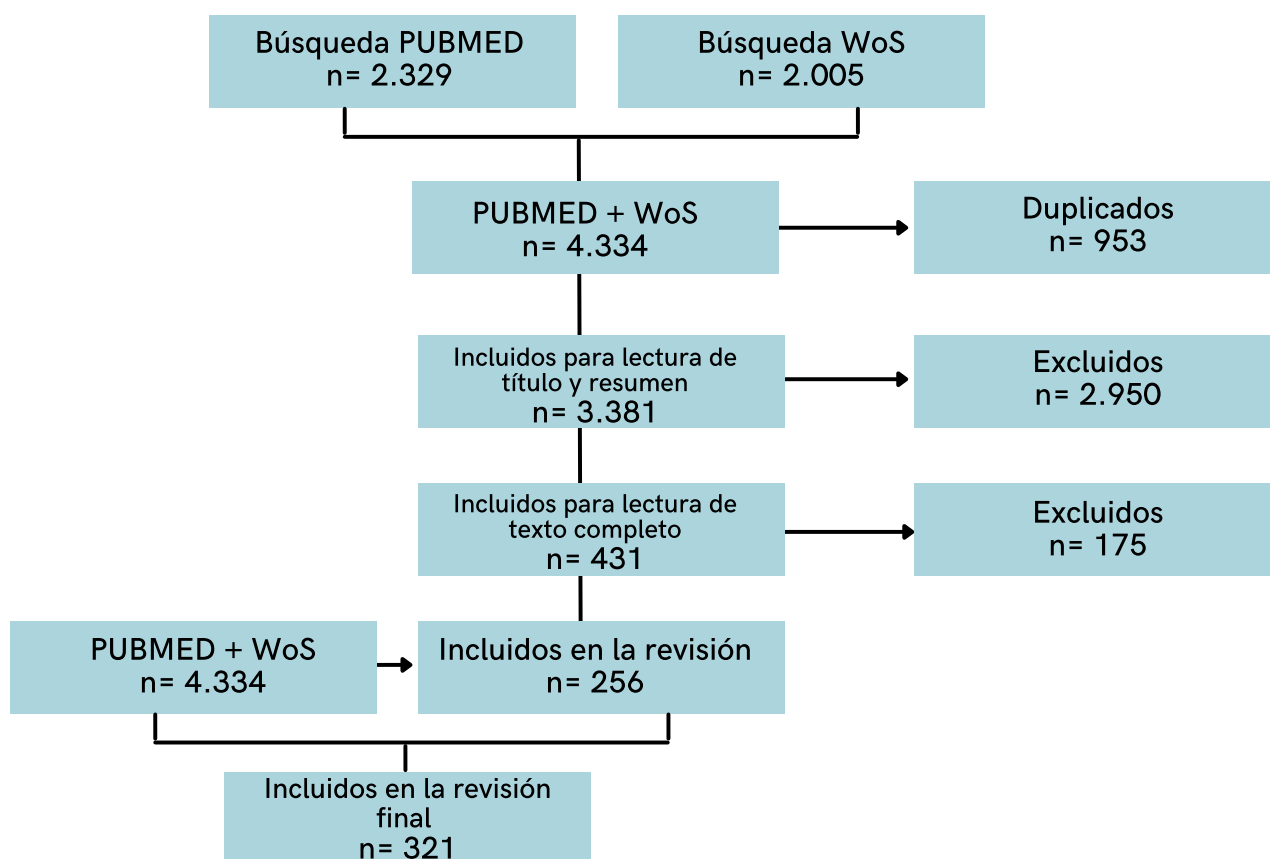 Búsqueda PUBMED
n= 2.329
Búsqueda WoS
n= 2.005
PUBMED + WoS
n= 4.334
Duplicados
n= 953
Incluidos para lectura de
título y resumen
n= 3.381
Excluidos
n= 2.950
Incluidos para lectura de
texto completo
n= 431
Excluidos
n= 175
PUBMED + WoS
n= 4.334
Incluidos en la revisión
n= 256
Incluidos en la revisión
final
n= 321